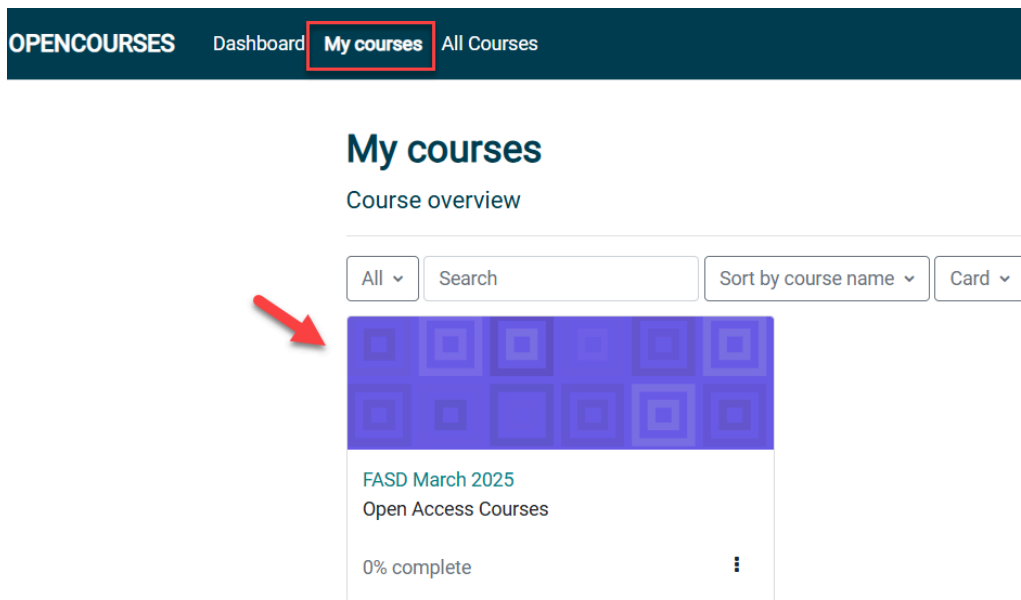 OPENCOURSES Dashboard My courses All Courses
My courses
Course overview
All Search Sort by course name Card
FASD March 2025
Open Access Courses
0% complete